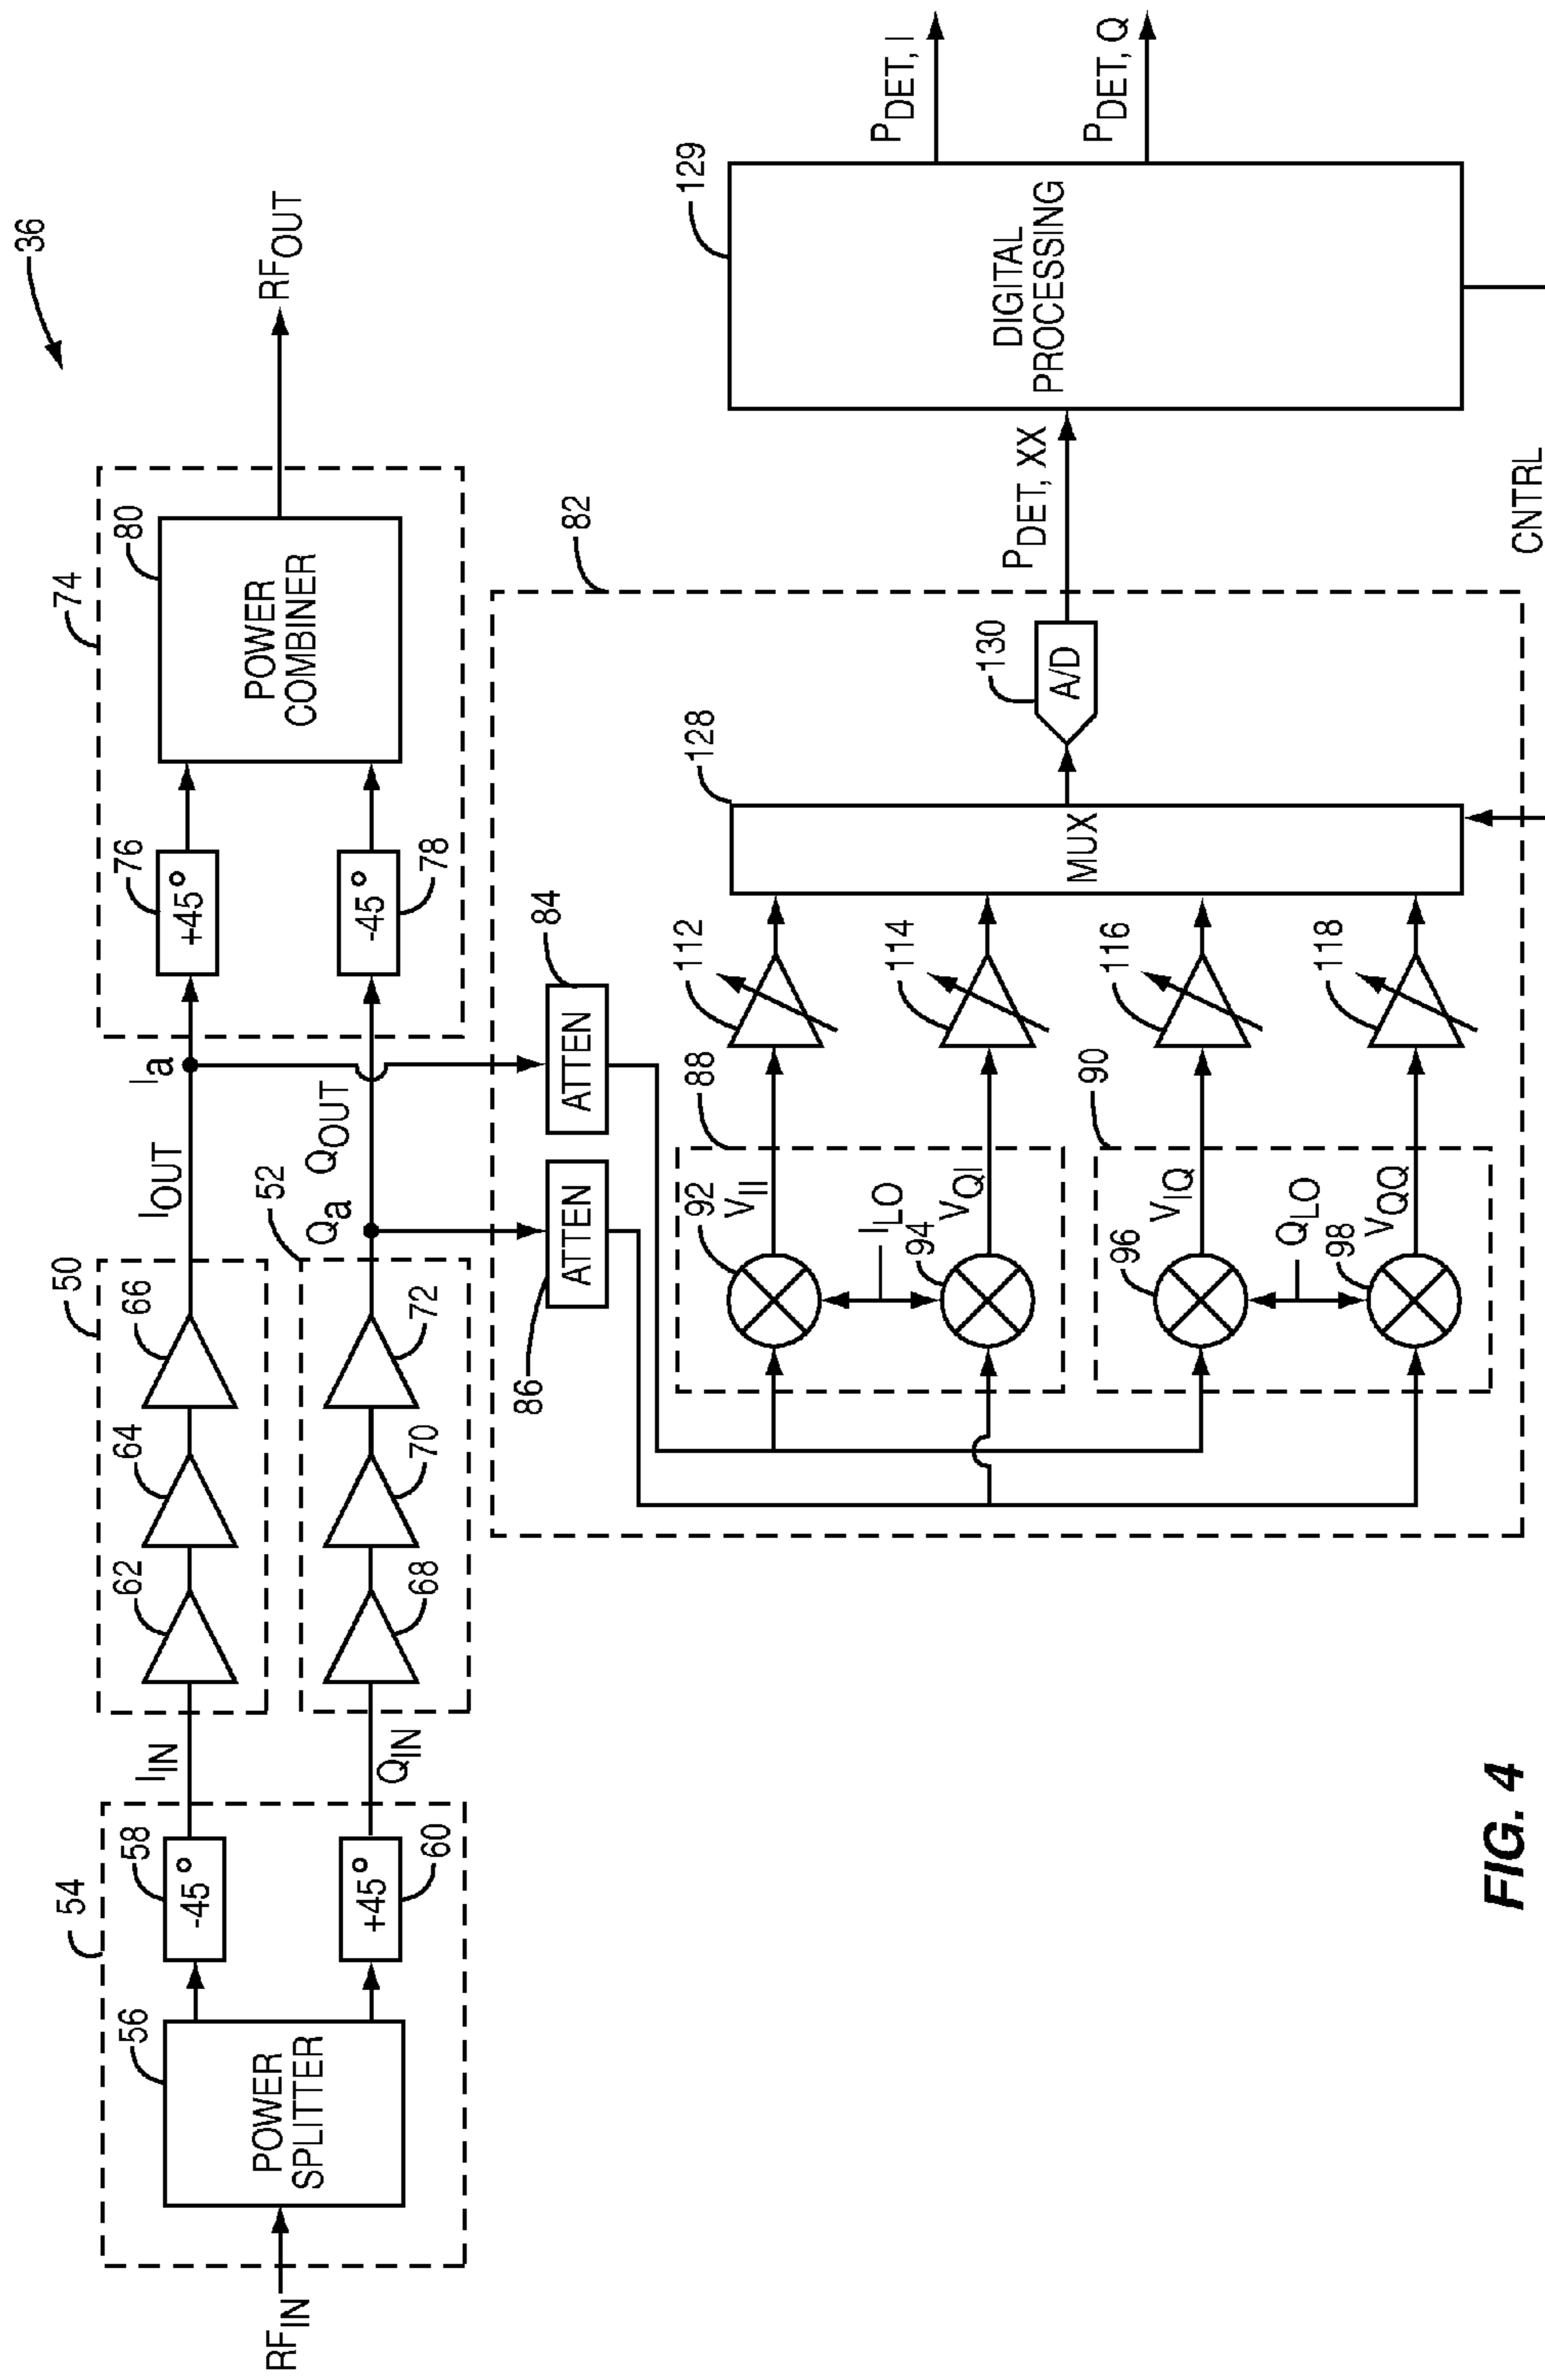 36
RF_IN
54
56
POWER
SPLITTER
58
-45°
+45°
60
I_IN
Q_IN
50
62
64
66
52
68
70
72
I_OUT
I_a
Q_a
Q_OUT
74
76
+45°
-45°
78
80
POWER
COMBINER
RF_OUT
86
ATTEN
ATTEN
84
82
88
92
V_II
I_LO
94
V_QI
90
96
V_IQ
Q_LO
98
V_QQ
112
114
116
118
128
MUX
130
A/D
P_DET, XX
129
DIGITAL
PROCESSING
P_DET, I
P_DET, Q
CNTRL
FIG. 4